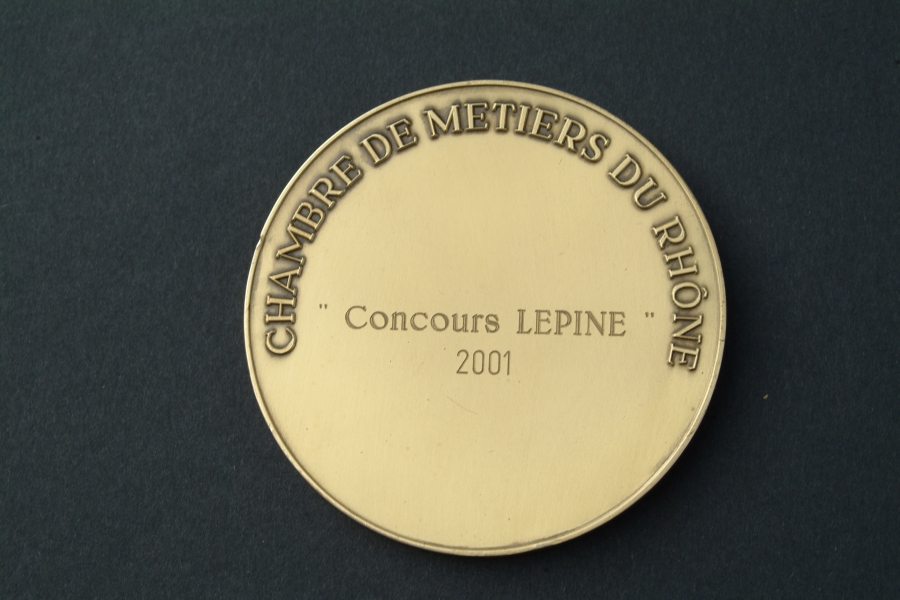 CHAMBRE DE METIERS DU RHÔNE
" Concours LEPINE "
2001